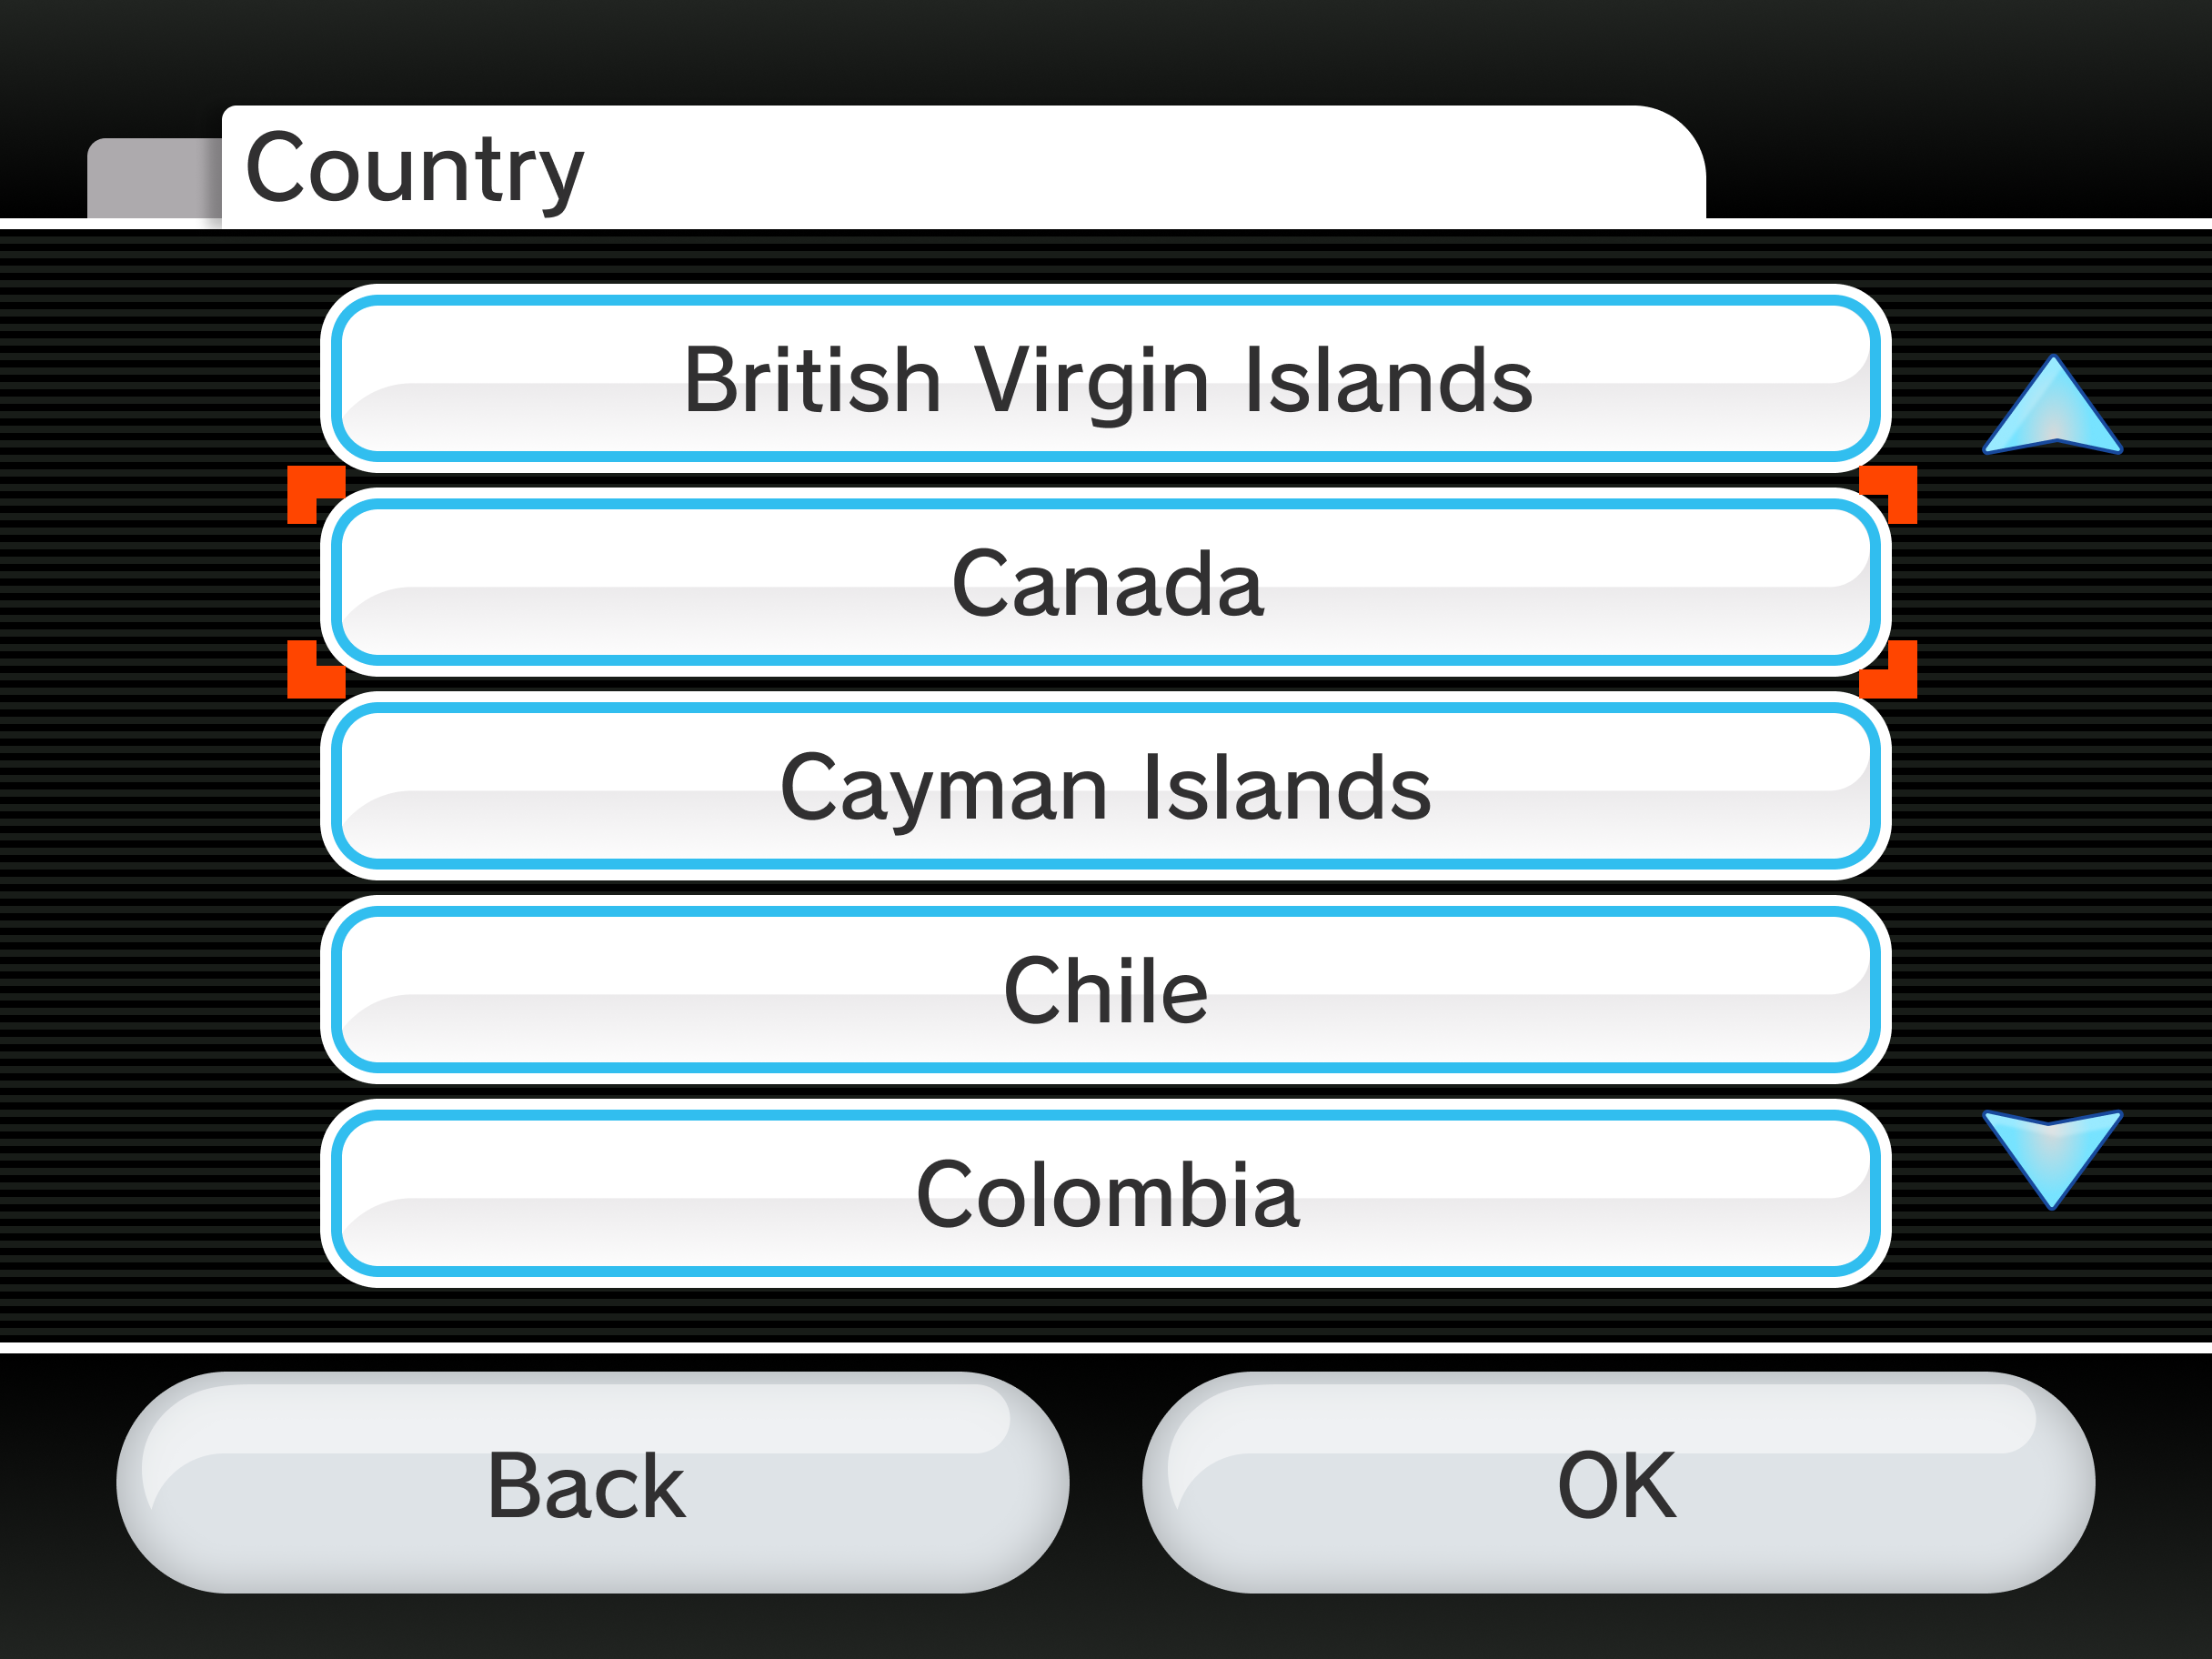 Country
British Virgin Islands
Canada
Cayman Islands
Chile
Colombia
Back
OK